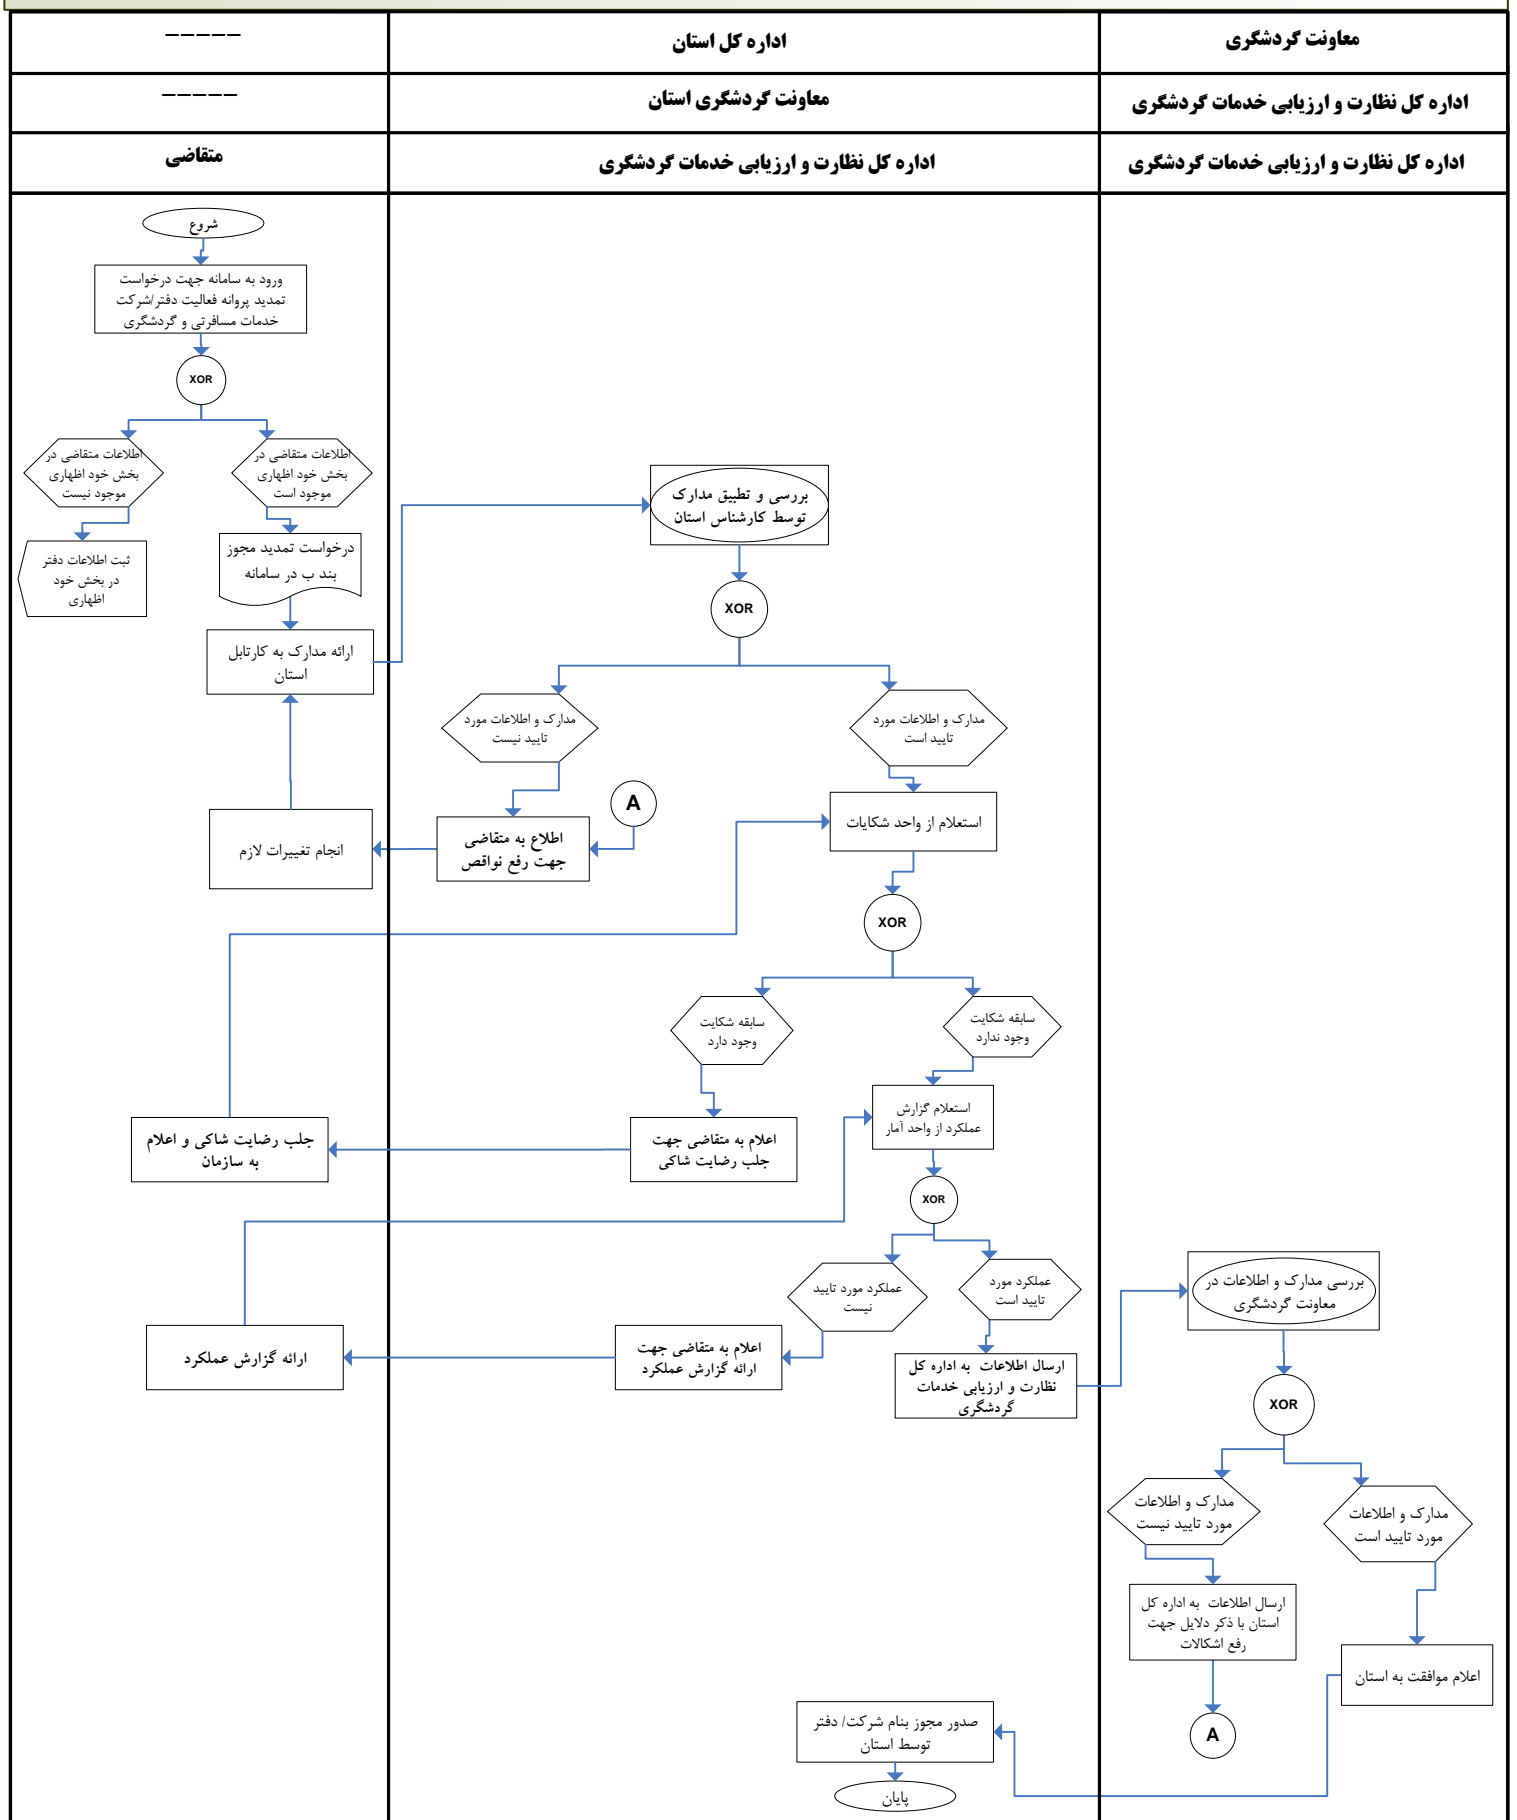 معاونت گردشگری
اداره کل استان
-----
اداره کل نظارت و ارزیابی خدمات گردشگری
معاونت گردشگری استان
-----
اداره کل نظارت و ارزیابی خدمات گردشگری
اداره کل نظارت و ارزیابی خدمات گردشگری
متقاضی
شروع
ورود به سامانه جهت درخواست
تمدید پروانه فعالیت دفتر/شرکت
خدمات مسافرتی و گردشگری
XOR
اطلاعات متقاضی در
بخش خود اظهاری
موجود است
اطلاعات متقاضی در
بخش خود اظهاری
موجود نیست
درخواست تمدید مجوز
بند ب در سامانه
ثبت اطلاعات دفتر
در بخش خود
اظهاری
ارائه مدارک به کارتابل
استان
بررسی و تطبیق مدارک
توسط کارشناس استان
XOR
مدارک و اطلاعات مورد
تایید است
مدارک و اطلاعات مورد
تایید نیست
A
اطلاع به متقاضی
جهت رفع نواقص
انجام تغییرات لازم
استعلام از واحد شکایات
XOR
سابقه شکایت
وجود ندارد
سابقه شکایت
وجود دارد
اعلام به متقاضی جهت
جلب رضایت شاکی
جلب رضایت شاکی و اعلام
به سازمان
استعلام گزارش
عملکرد از واحد آمار
XOR
عملکرد مورد
تایید است
عملکرد مورد تایید
نیست
اعلام به متقاضی جهت
ارائه گزارش عملکرد
ارائه گزارش عملکرد
ارسال اطلاعات به اداره کل
نظارت و ارزیابی خدمات
گردشگری
بررسی مدارک و اطلاعات در
معاونت گردشگری
XOR
مدارک و اطلاعات
مورد تایید است
مدارک و اطلاعات
مورد تایید نیست
ارسال اطلاعات به اداره کل
استان با ذکر دلایل جهت
رفع اشکالات
A
اعلام موافقت به استان
صدور مجوز بنام شرکت/ دفتر
توسط استان
پایان